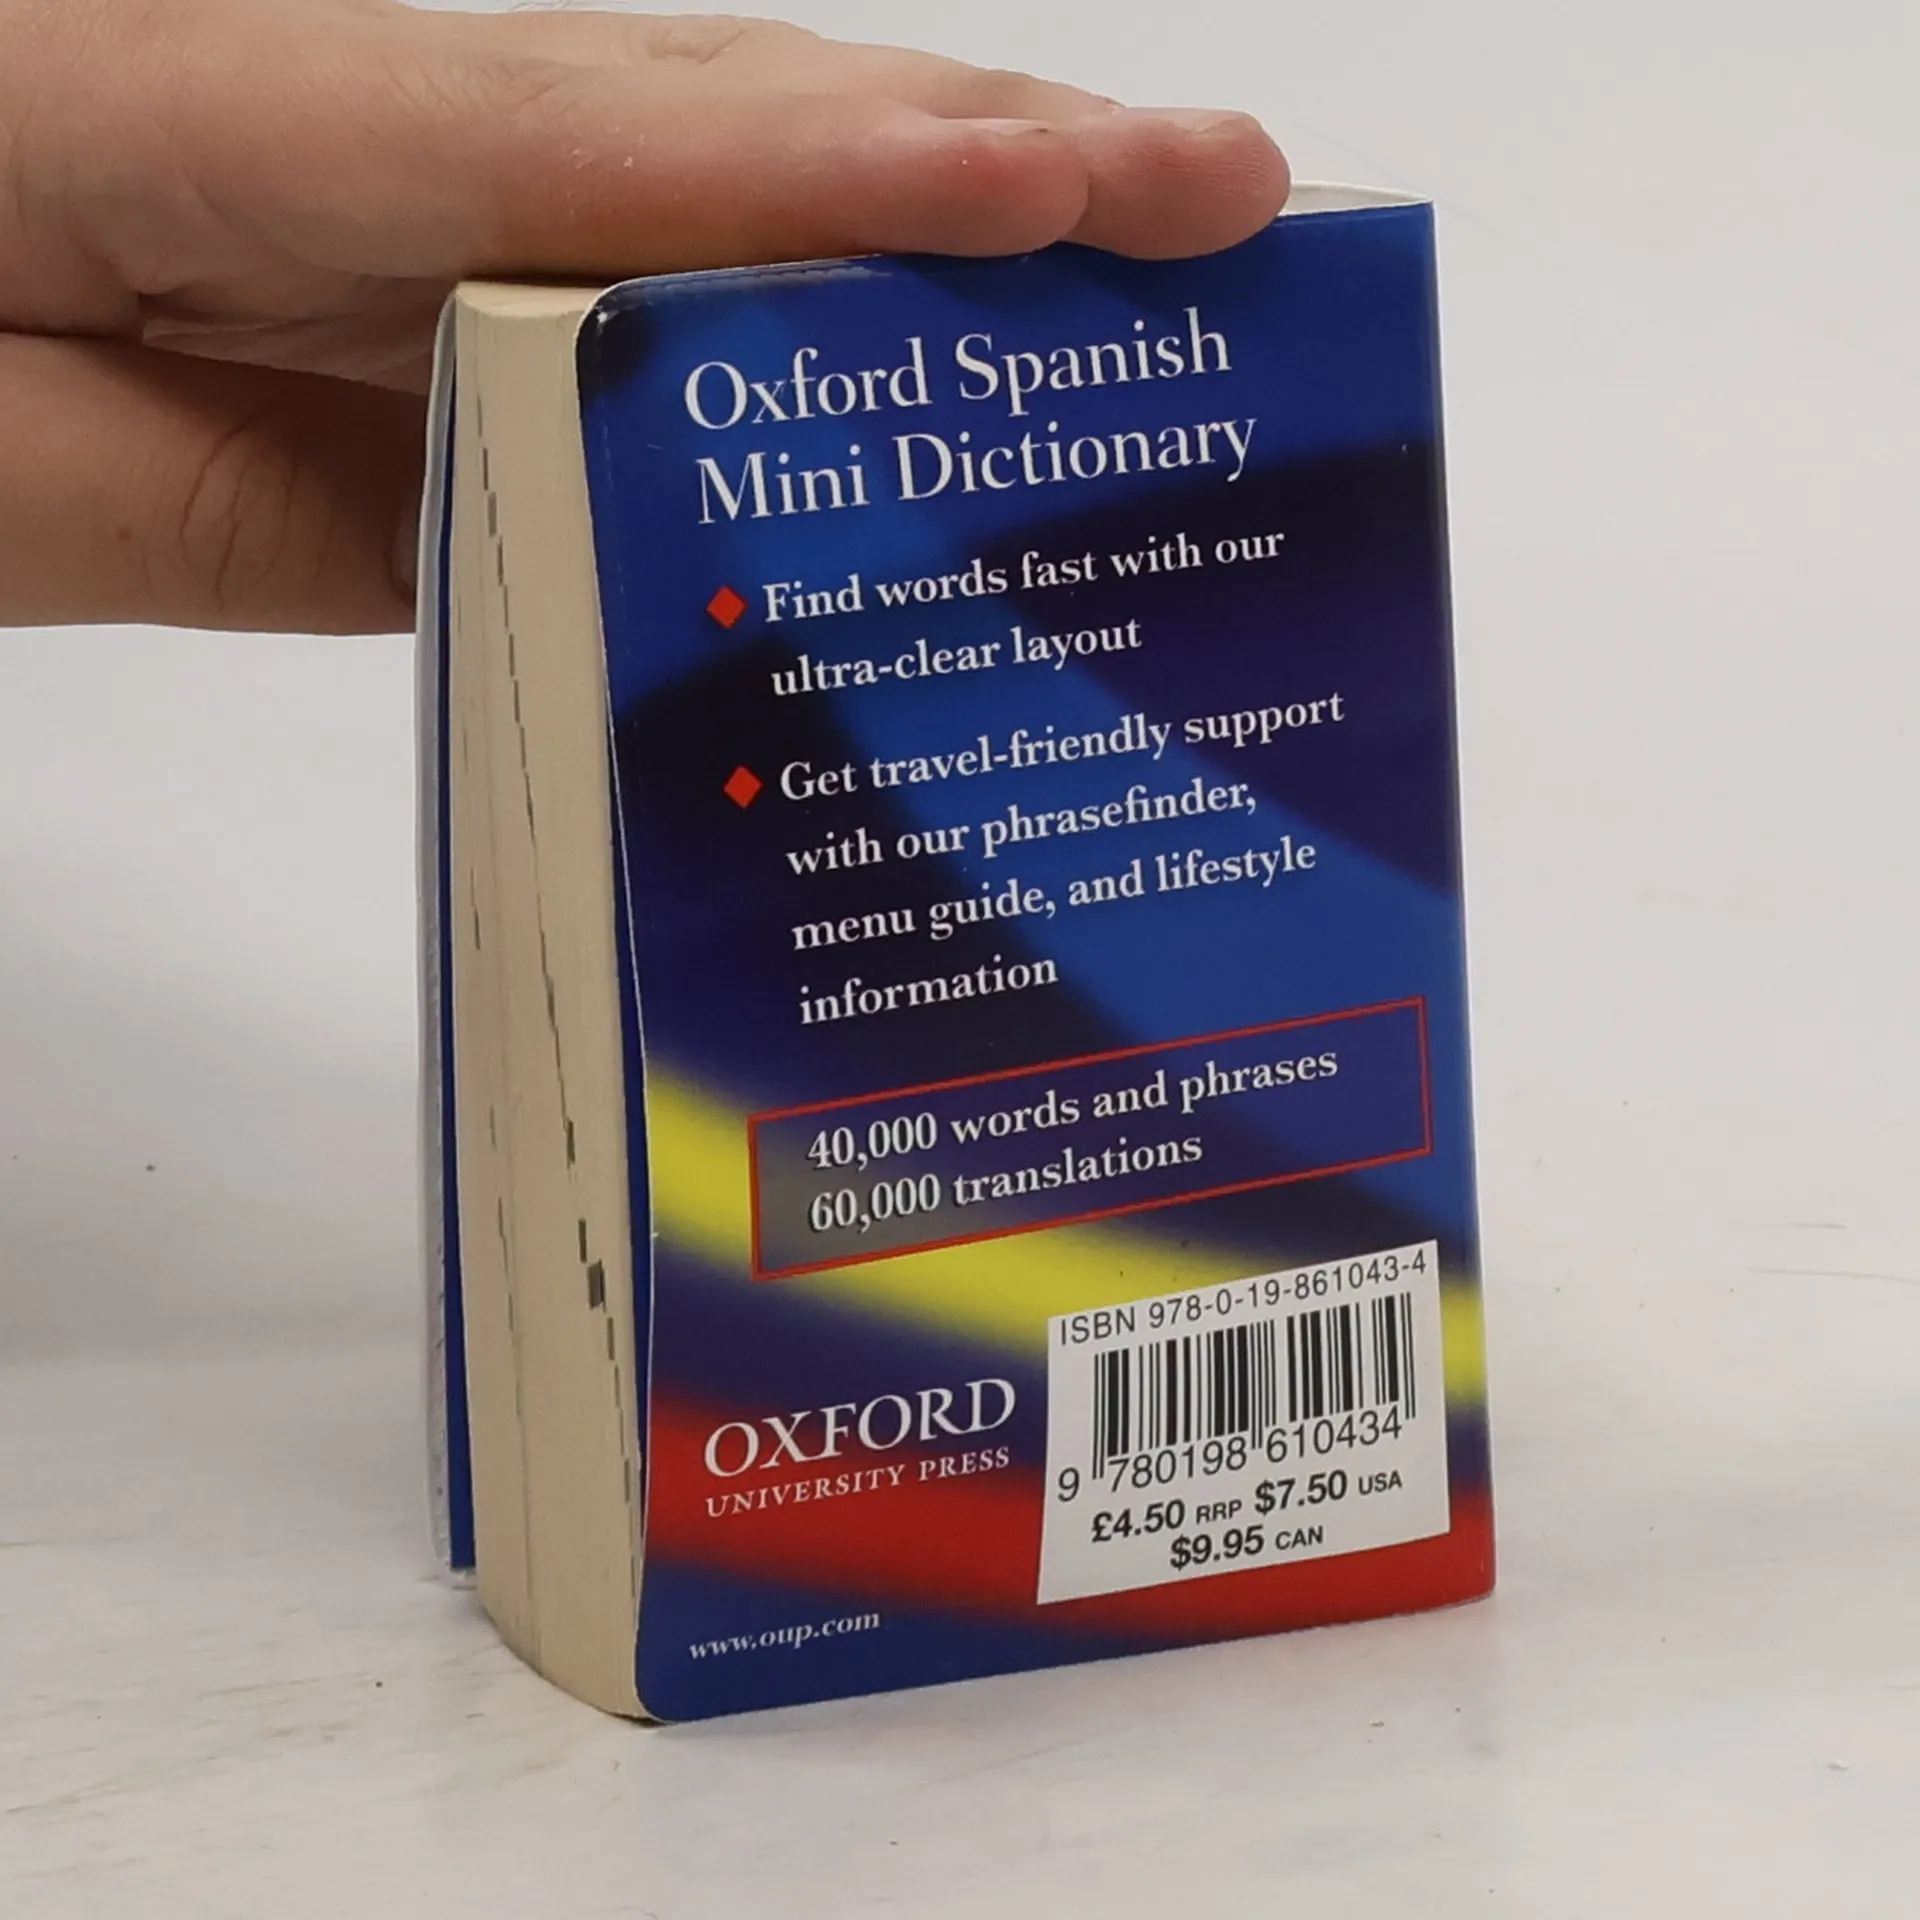 Oxford Spanish
Mini Dictionary
Find words fast with our
ultra-clear layout
Get travel-friendly support
with our phrasefinder,
menu guide, and lifestyle
information
40,000 words and phrases
60,000 translations
ISBN 978-0-19-861043-4
9 780198 610434
£4.50 RRP $7.50 USA
$9.95 CAN
OXFORD
UNIVERSITY PRESS
www.oup.com